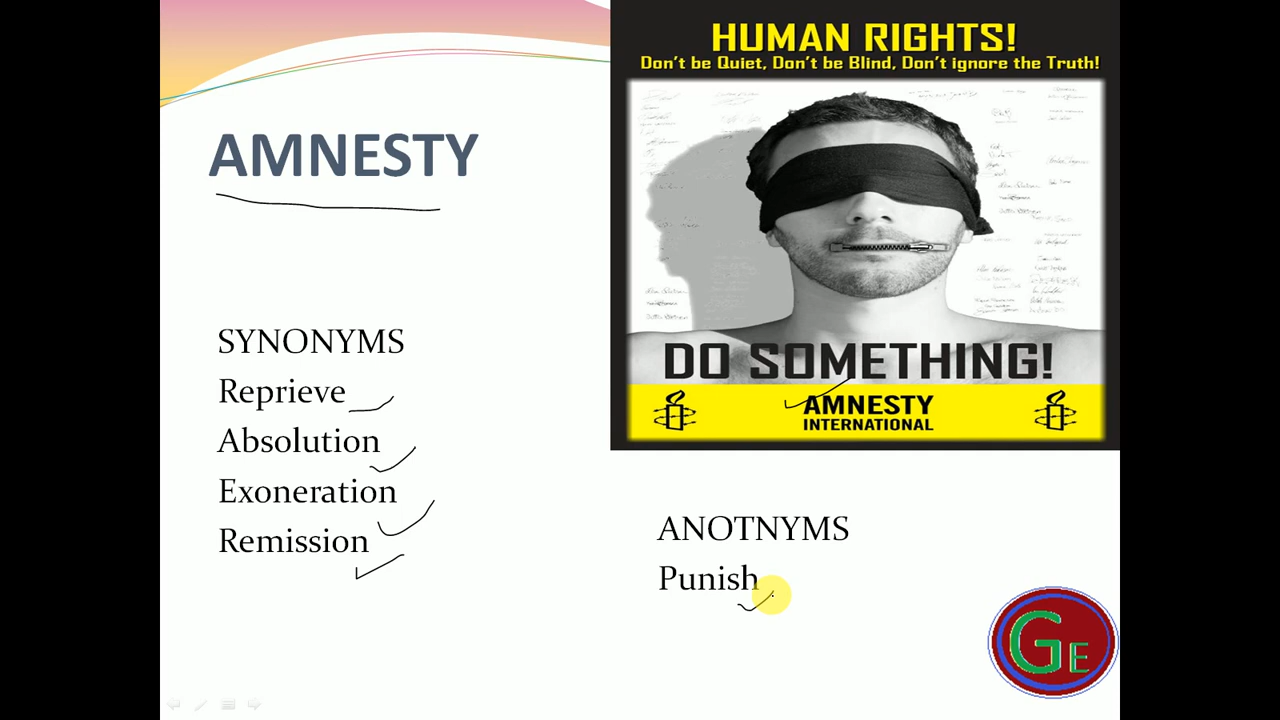 AMNESTY
SYNONYMS
Reprieve
Absolution
Exoneration
Remission
HUMAN RIGHTS!
Don't be Quiet, Don't be Blind, Don't ignore the Truth!
DO SOMETHING!
AMNESTY
INTERNATIONAL
ANOTNYMS
Punish
GE